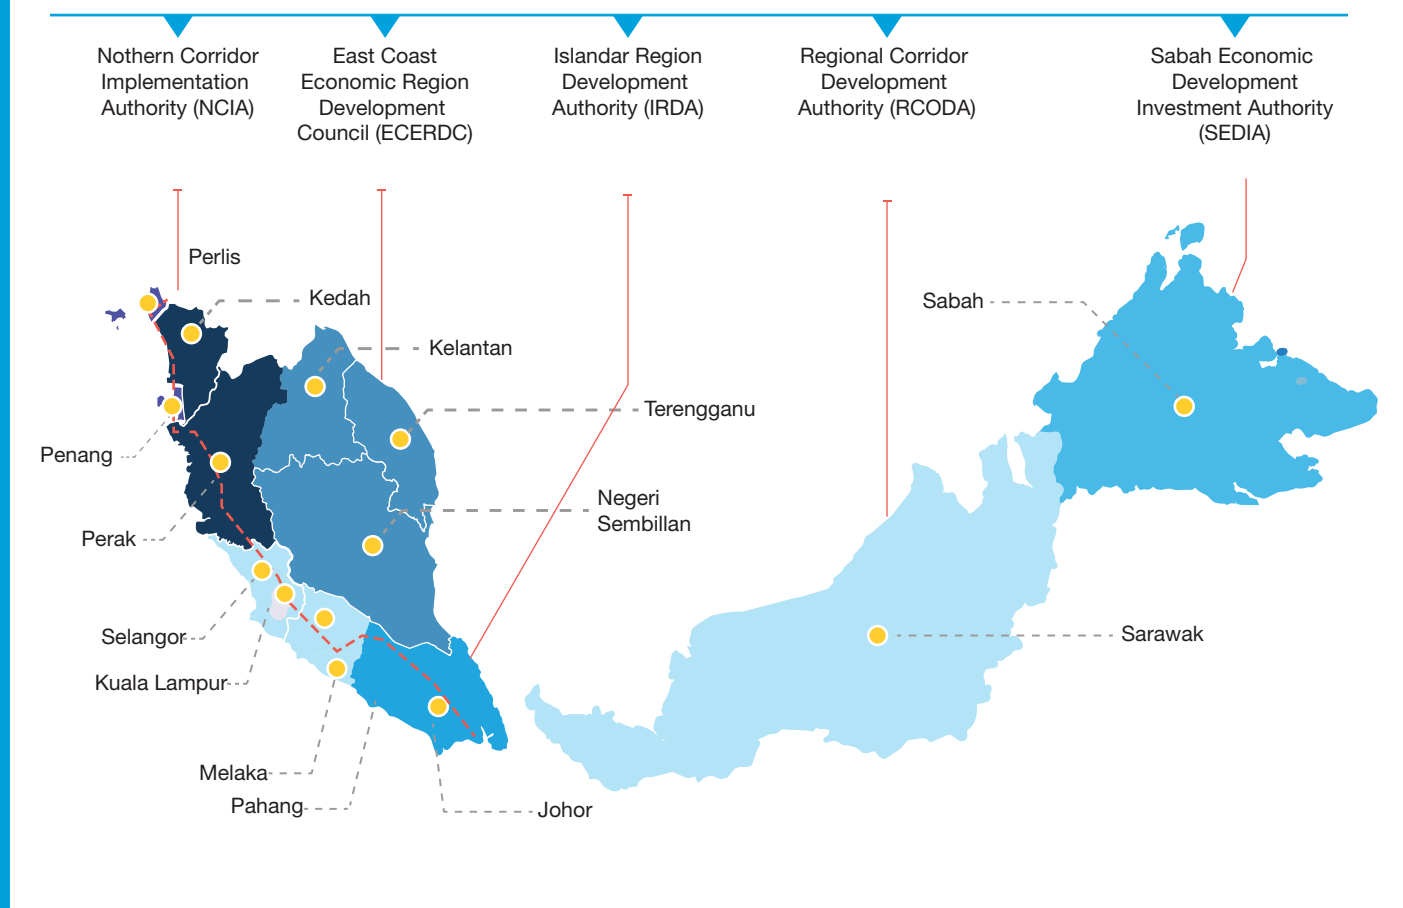 Nothern Corridor
Implementation
Authority (NCIA)
East Coast
Economic Region
Development
Council (ECERDC)
Islandar Region
Development
Authority (IRDA)
Regional Corridor
Development
Authority (RCODA)
Sabah Economic
Development
Investment Authority
(SEDIA)
Perlis
Kedah
Kelantan
Terengganu
Negeri
Sembillan
Penang
Perak
Selangor
Kuala Lampur
Melaka
Pahang
Johor
Sabah
Sarawak